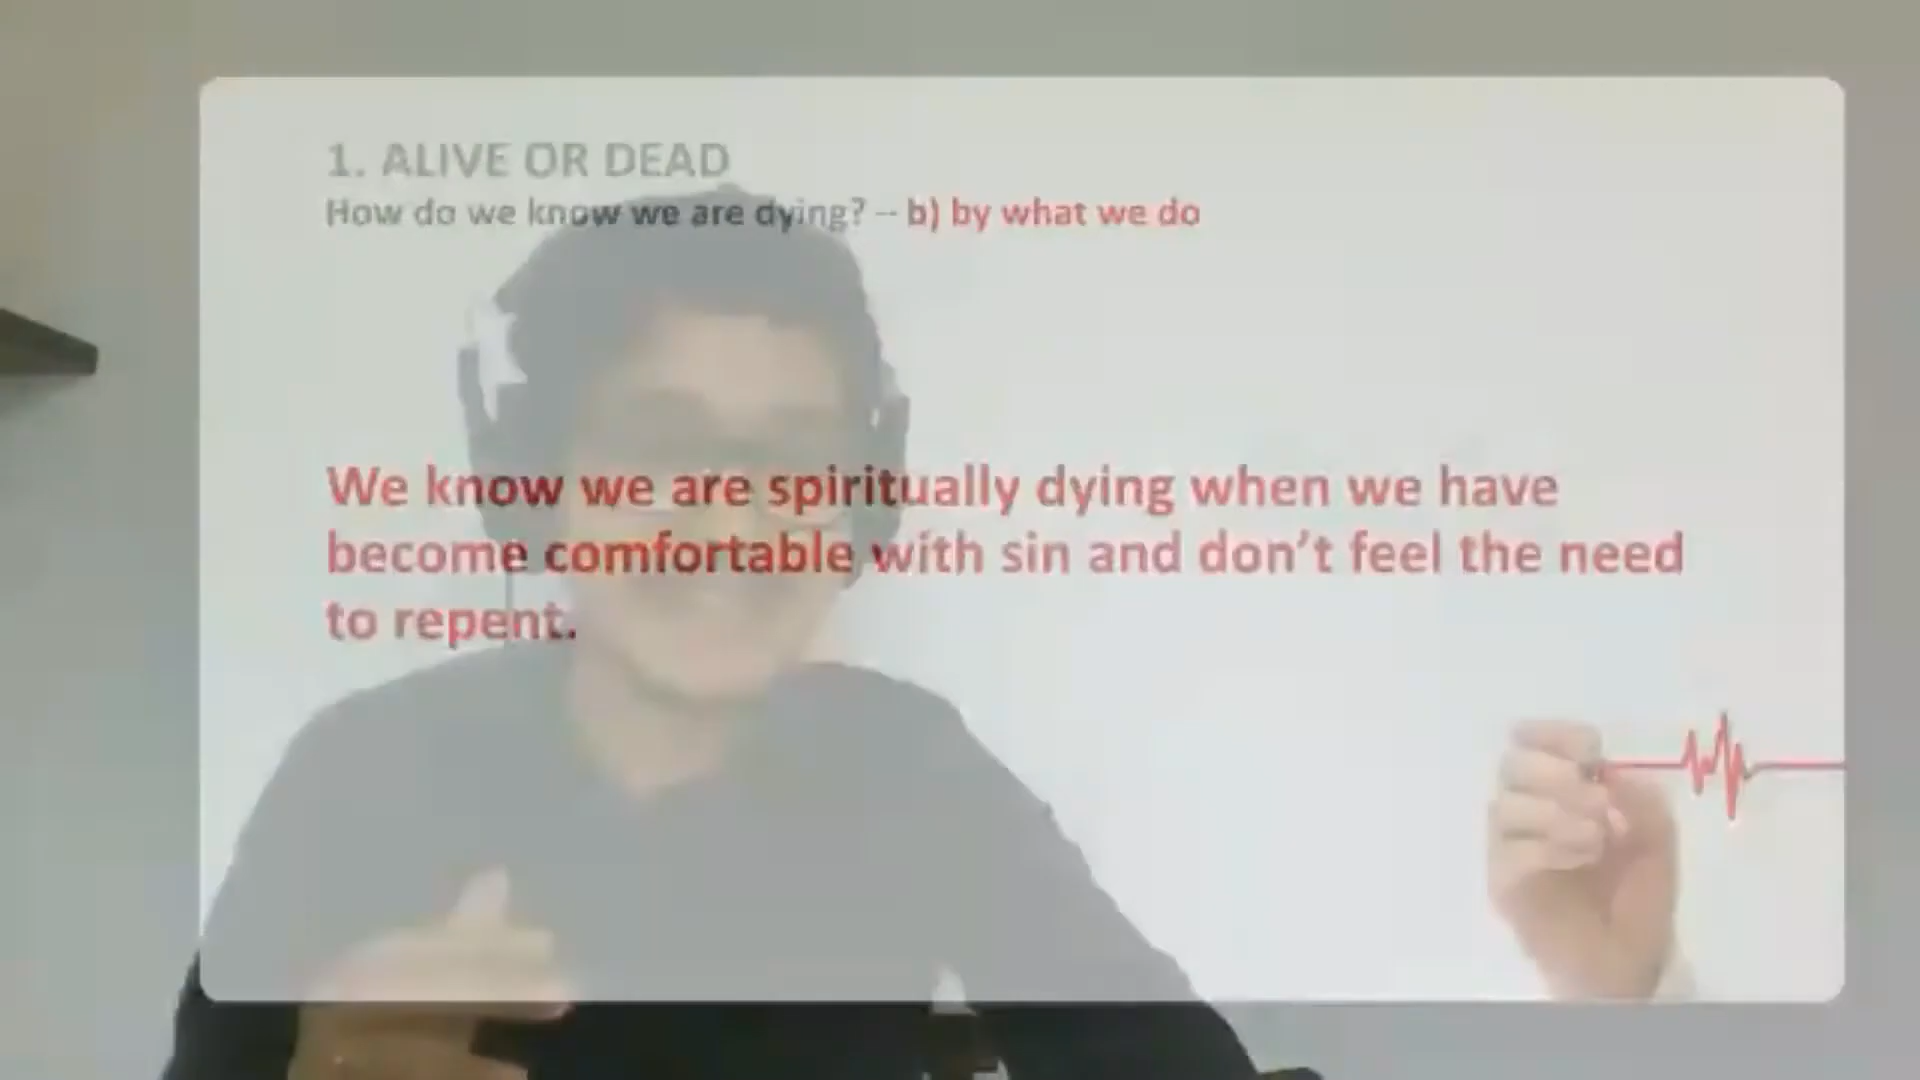 1. ALIVE OR DEAD
How do we know we are dying? -- b) by what we do
We know we are spiritually dying when we have
become comfortable with sin and don't feel the need
to repent.